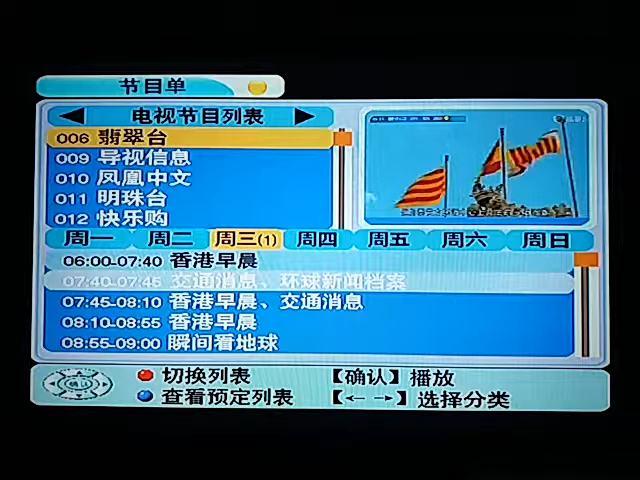 节目单
◀ 电视节目列表 ▶
006 翡翠台
009 导视信息
010 凤凰中文
011 明珠台
012 快乐购
周一 周二 周三(1) 周四 周五 周六 周日
06:00-07:40 香港早晨
07:40-07:45 交通消息、环球新闻档案
07:45-08:10 香港早晨、交通消息
08:10-08:55 香港早晨
08:55-09:00 瞬间看地球
切换列表 【确认】播放
确认
查看预定列表 【←→】选择分类